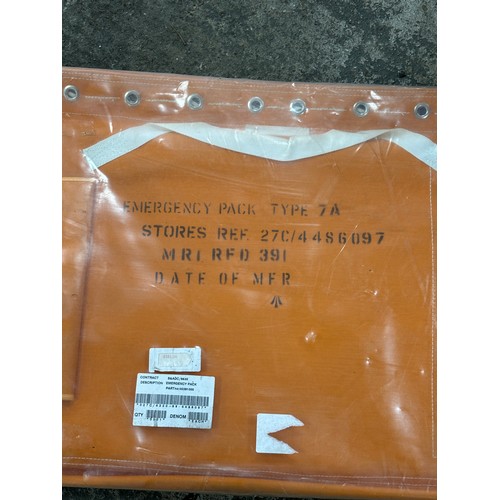 EMERGENCY PACK TYPE 7A
STORES REF. 27C/4486097
MRI RFD 391
DATE OF MFR
CONTRACT
DESCRIPTION EMERGENCY PACK
QTY
DENOM